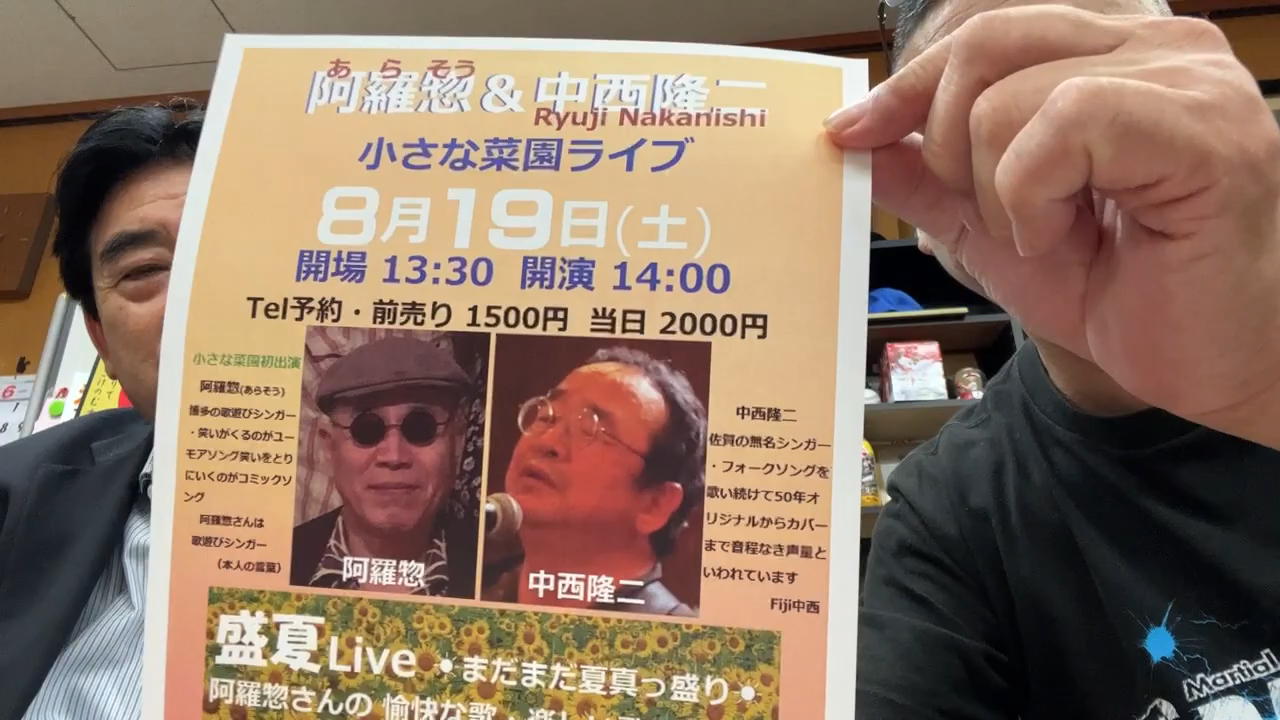 あらそう
阿羅惣&中西隆二
Ryuji Nakanishi
小さな菜園ライブ
8月19日(土)
開場 13:30 開演 14:00
Tel予約・前売り 1500円 当日 2000円
小さな菜園初出演
阿羅惣(あらそう)
博多の歌遊びシンガー
・笑いがくるのがユー
モアソング笑いをとり
にいくのがコミックソ
ング
阿羅惣さんは
歌遊びシンガー
(本人の言葉)
阿羅惣
中西隆二
中西隆二
佐賀の無名シンガー
・フォークソングを
歌い続けて50年オ
リジナルからカバー
まで音程なき声量と
いわれています
Fiji中西
盛夏Live ・まだまだ夏真っ盛り・
阿羅惣さんの 愉快な歌・楽しい
Martial
6